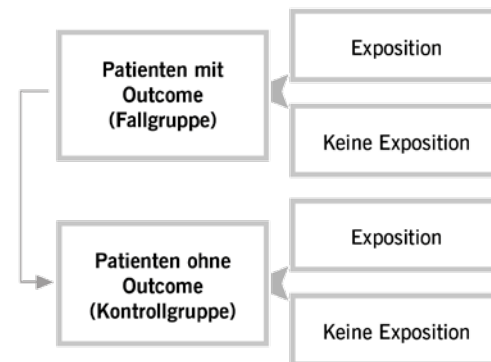 Exposition
Patienten mit
Outcome
(Fallgruppe)
Keine Exposition
Exposition
Patienten ohne
Outcome
(Kontrollgruppe)
Keine Exposition